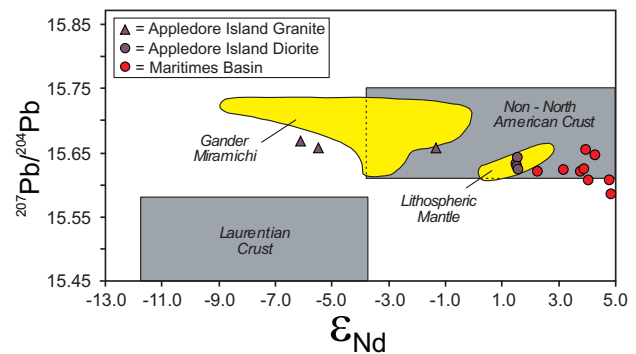 15.85
15.75
15.65
15.55
15.45
207Pb/204Pb
= Appledore Island Granite
= Appledore Island Diorite
= Maritimes Basin
Non - North
American Crust
Gander
Miramichi
Lithospheric
Mantle
Laurentian
Crust
-13.0 -11.0 -9.0 -7.0 -5.0 -3.0 -1.0 1.0 3.0 5.0
εNd